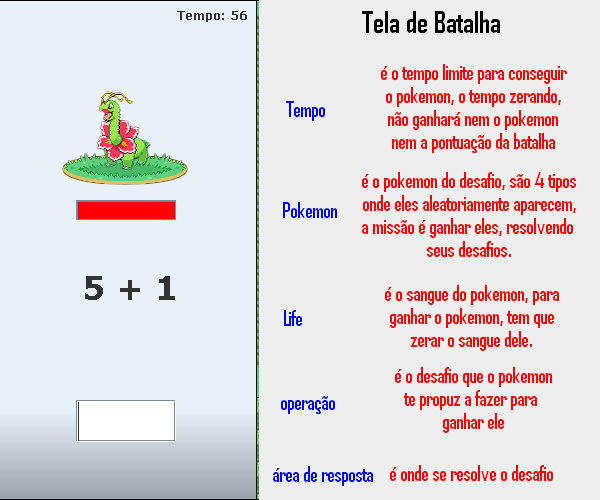 Tempo: 56
5 + 1
Tela de Batalha
Tempo
é o tempo limite para conseguir
o pokemon, o tempo zerando,
não ganhará nem o pokemon
nem a pontuação da batalha
Pokemon
é o pokemon do desafio, são 4 tipos
onde eles aleatoriamente aparecem,
a missão é ganhar eles, resolvendo
seus desafios.
Life
é o sangue do pokemon, para
ganhar o pokemon, tem que
zerar o sangue dele.
operação
é o desafio que o pokemon
te propuz a fazer para
ganhar ele
área de resposta
é onde se resolve o desafio